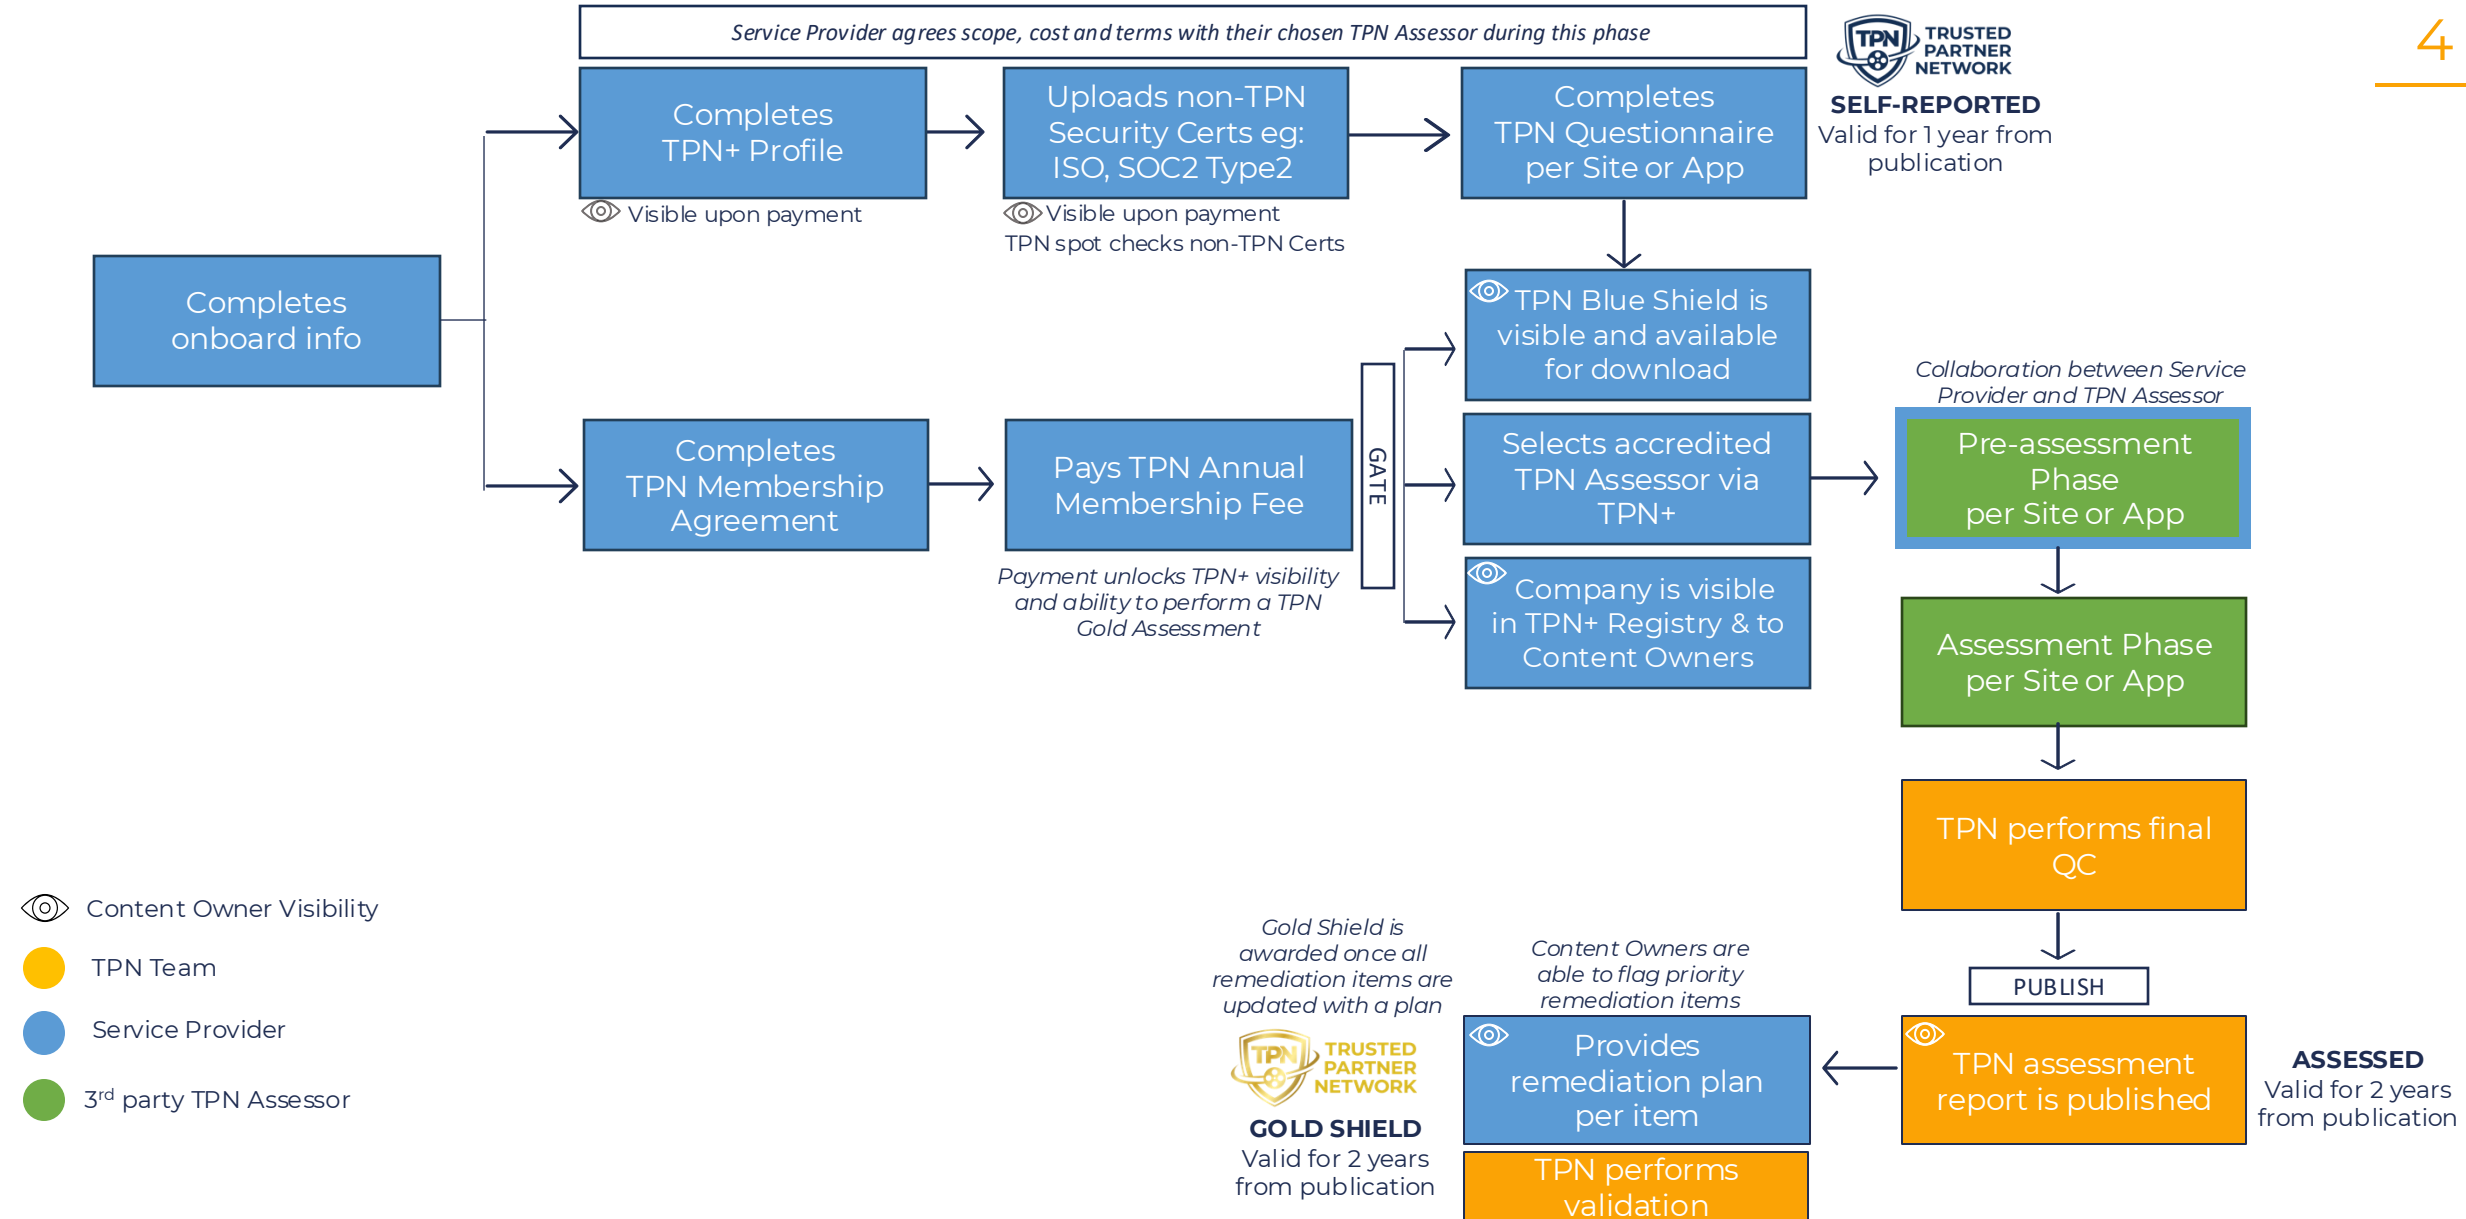 Service Provider agrees scope, cost and terms with their chosen TPN Assessor during this phase
TPN
TRUSTED
PARTNER
NETWORK
4
SELF-REPORTED
Valid for 1 year from
publication
Completes
TPN+ Profile
Uploads non-TPN
Security Certs eg:
ISO, SOC2 Type2
Completes
TPN Questionnaire
per Site or App
Visible upon payment
Visible upon payment
TPN spot checks non-TPN Certs
Completes
onboard info
TPN Blue Shield is
visible and available
for download
Completes
TPN Membership
Agreement
Pays TPN Annual
Membership Fee
Payment unlocks TPN+ visibility
and ability to perform a TPN
Gold Assessment
GATE
Selects accredited
TPN Assessor via
TPN+
Company is visible
in TPN+ Registry & to
Content Owners
Collaboration between Service
Provider and TPN Assessor
Pre-assessment
Phase
per Site or App
Assessment Phase
per Site or App
TPN performs final
QC
PUBLISH
TPN assessment
report is published
ASSESSED
Valid for 2 years
from publication
Content Owners are
able to flag priority
remediation items
Provides
remediation plan
per item
TPN performs
validation
Gold Shield is
awarded once all
remediation items are
updated with a plan
TPN
TRUSTED
PARTNER
NETWORK
GOLD SHIELD
Valid for 2 years
from publication
Content Owner Visibility
TPN Team
Service Provider
3rd party TPN Assessor